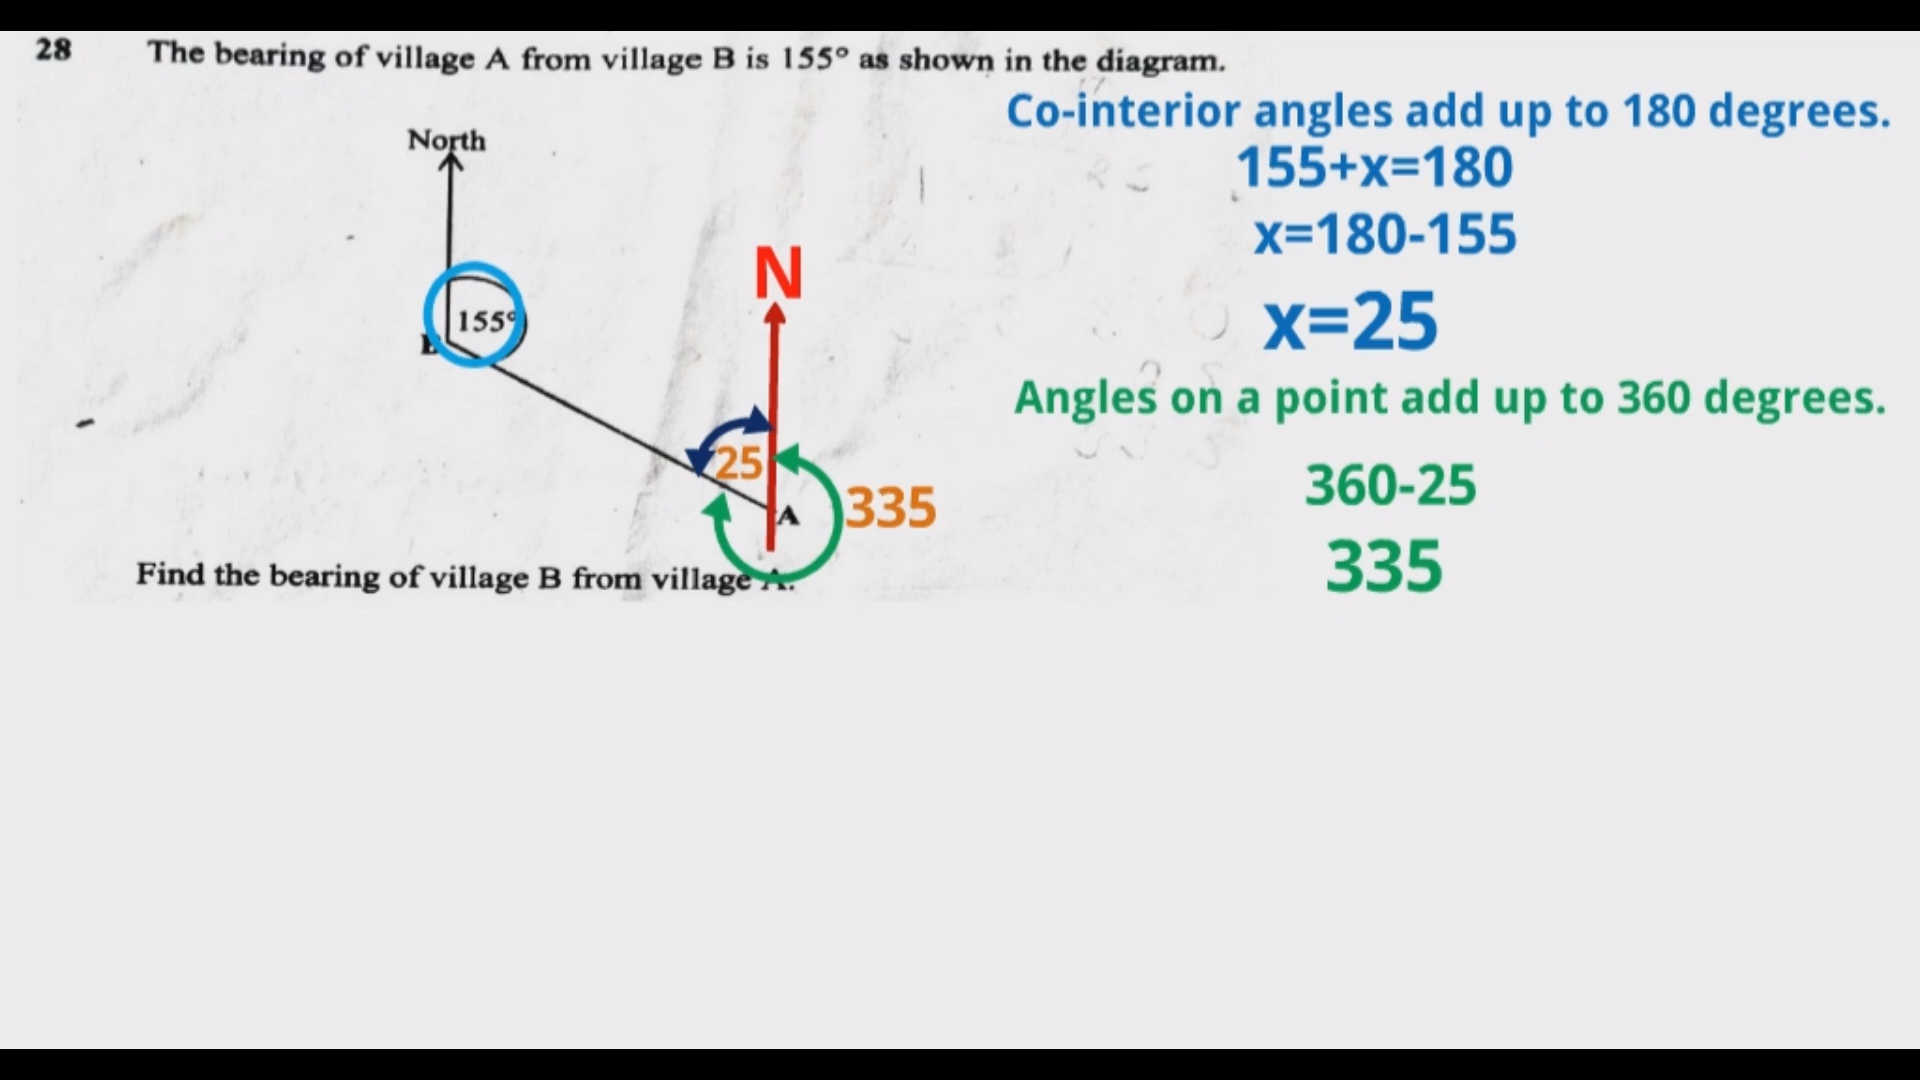 28 The bearing of village A from village B is 155° as shown in the diagram.
Co-interior angles add up to 180 degrees.
North
155+x=180
x=180-155
N
155°
x=25
Angles on a point add up to 360 degrees.
25
360-25
335
A
335
Find the bearing of village B from village A.